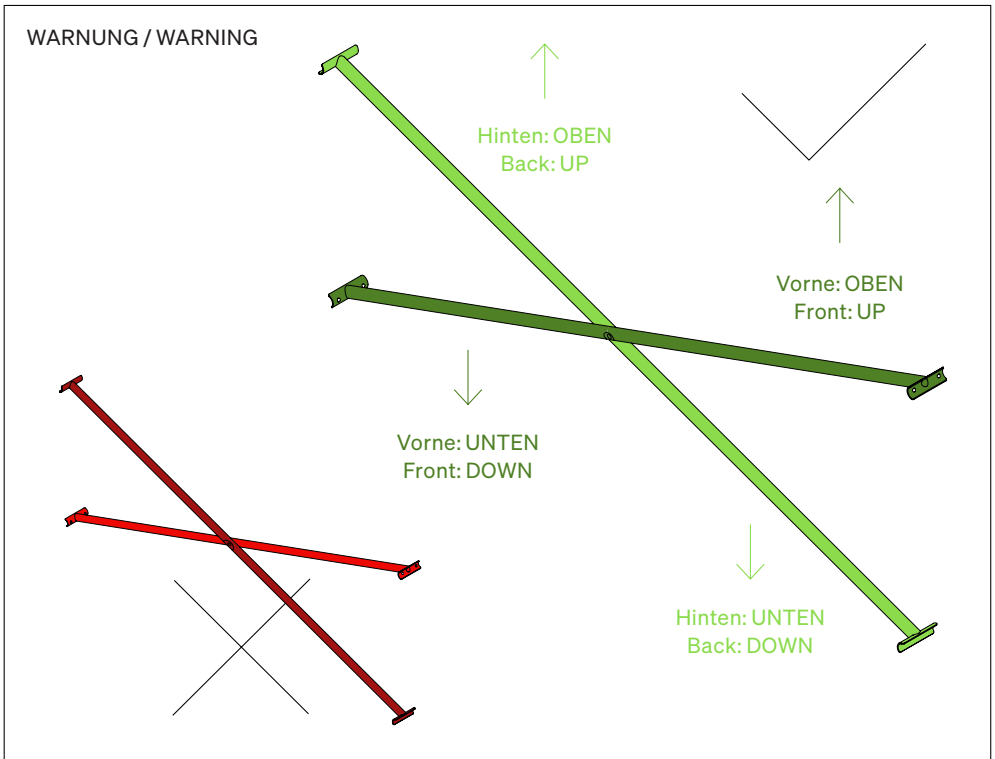 WARNUNG / WARNING
Hinten: OBEN
Back: UP
Vorne: OBEN
Front: UP
Vorne: UNTEN
Front: DOWN
Hinten: UNTEN
Back: DOWN